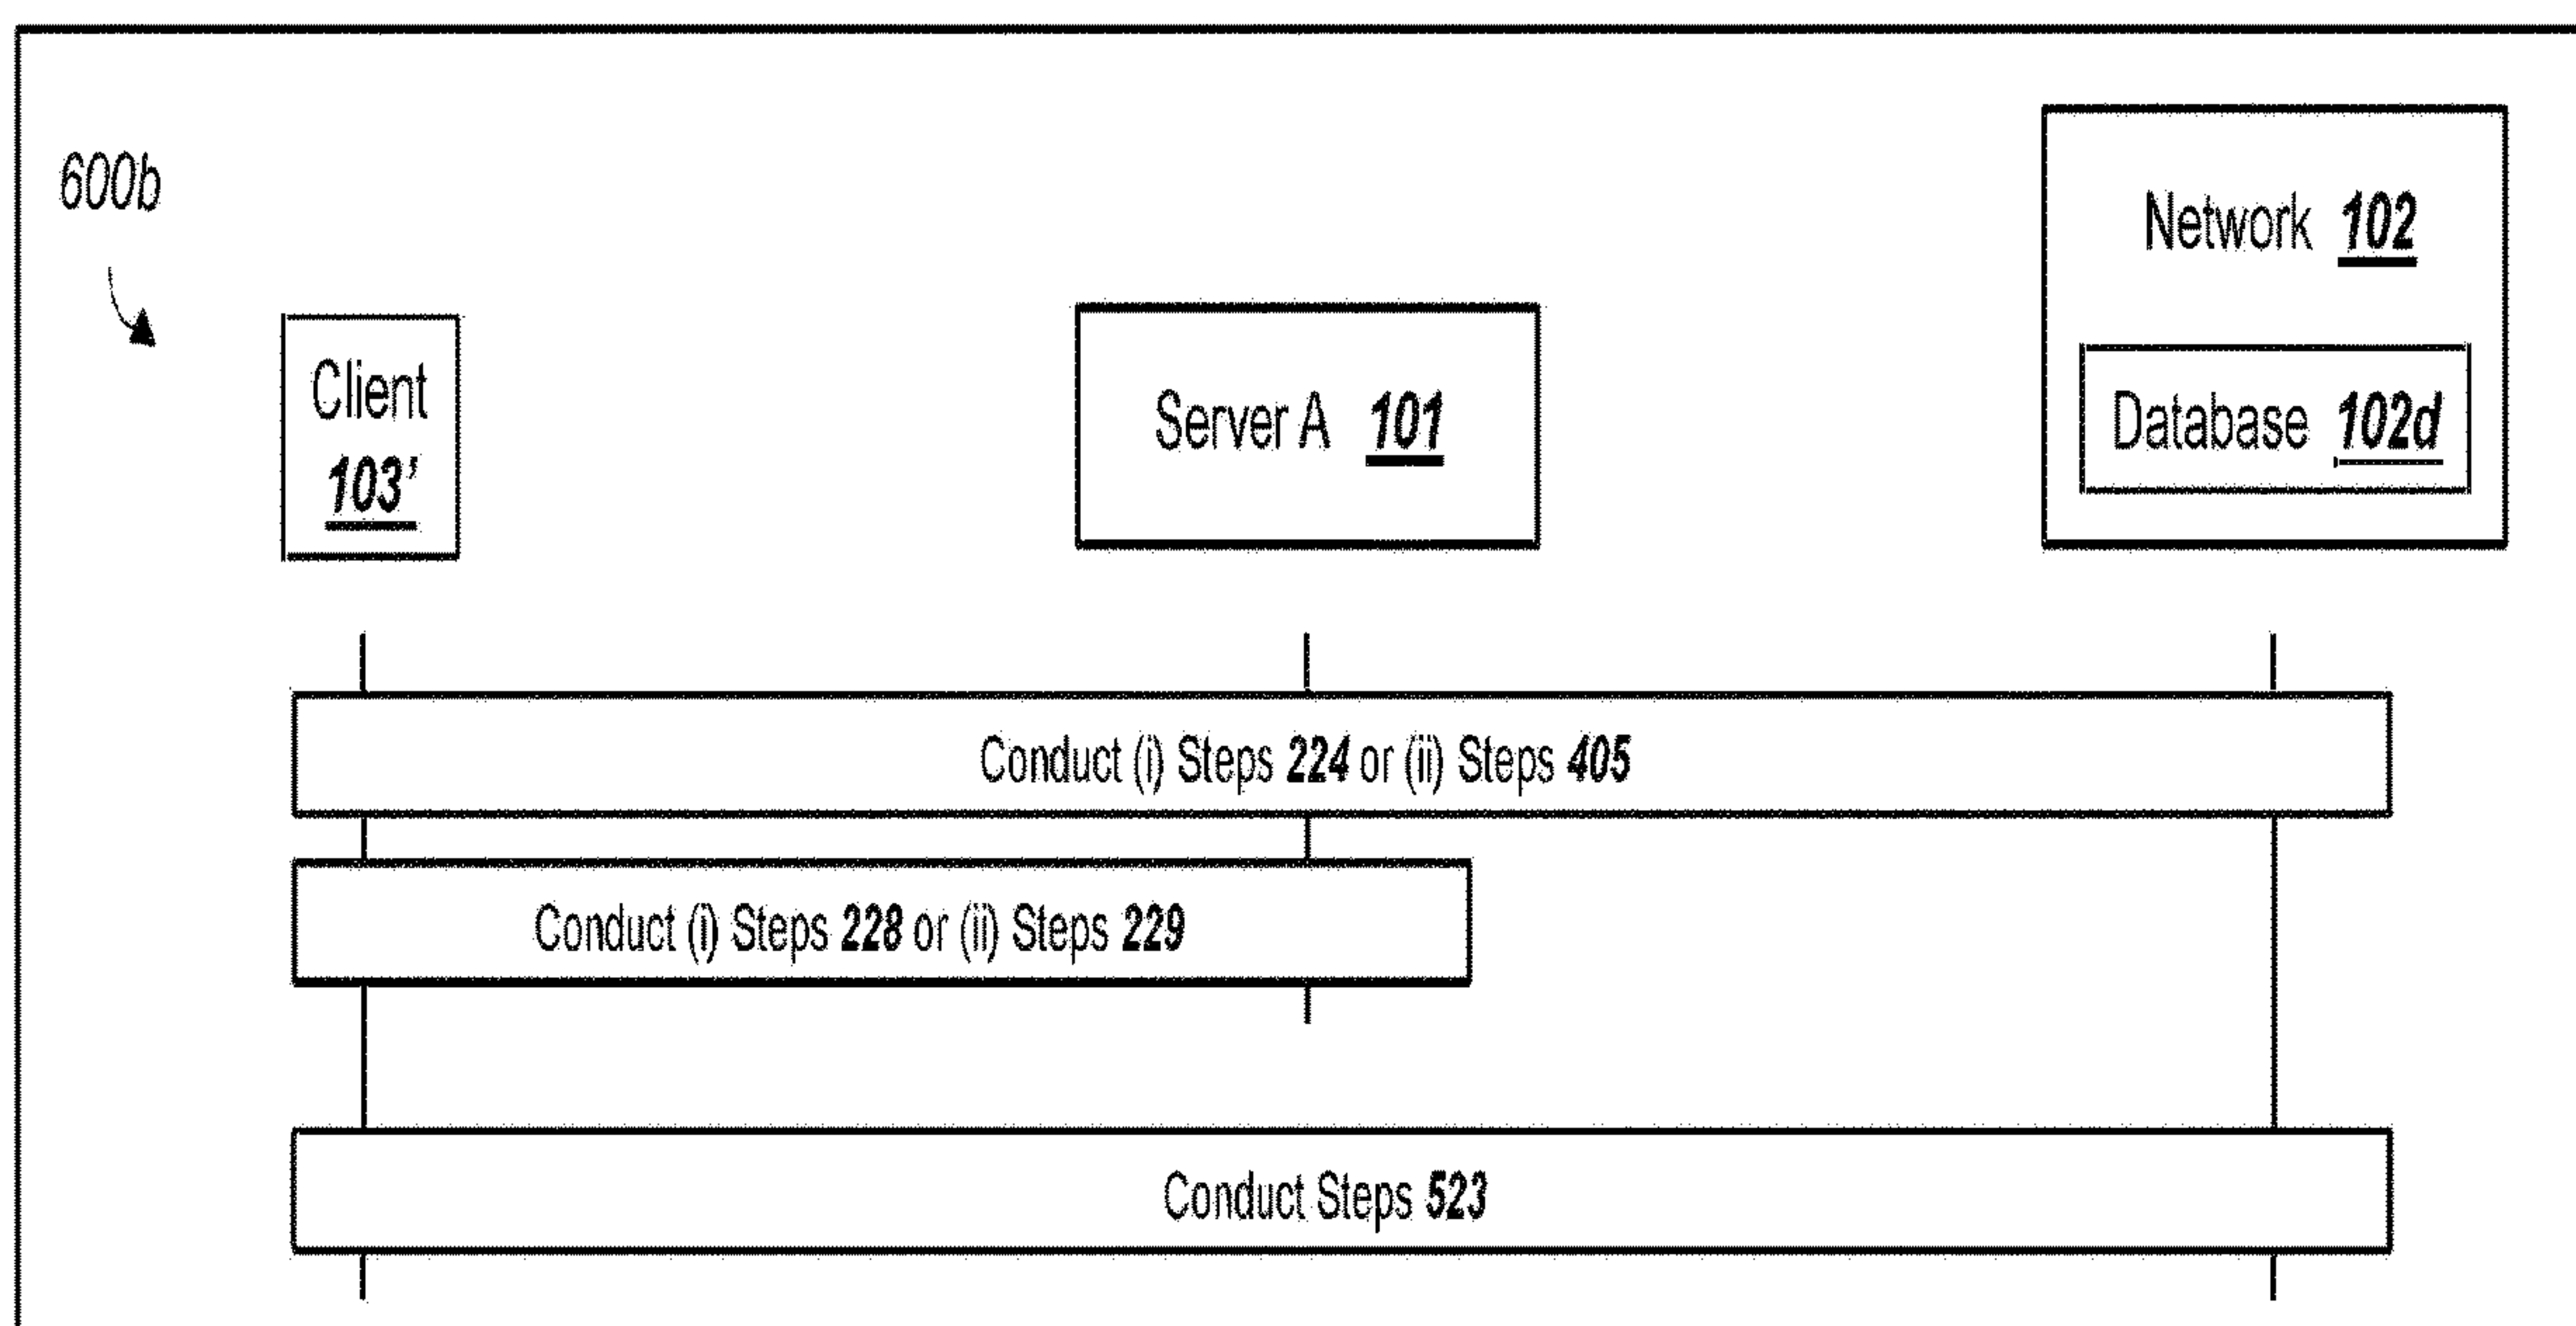 600b
Network 102
Client
103'
Server A 101
Database 102d
Conduct (i) Steps 224 or (ii) Steps 405
Conduct (i) Steps 228 or (ii) Steps 229
Conduct Steps 523